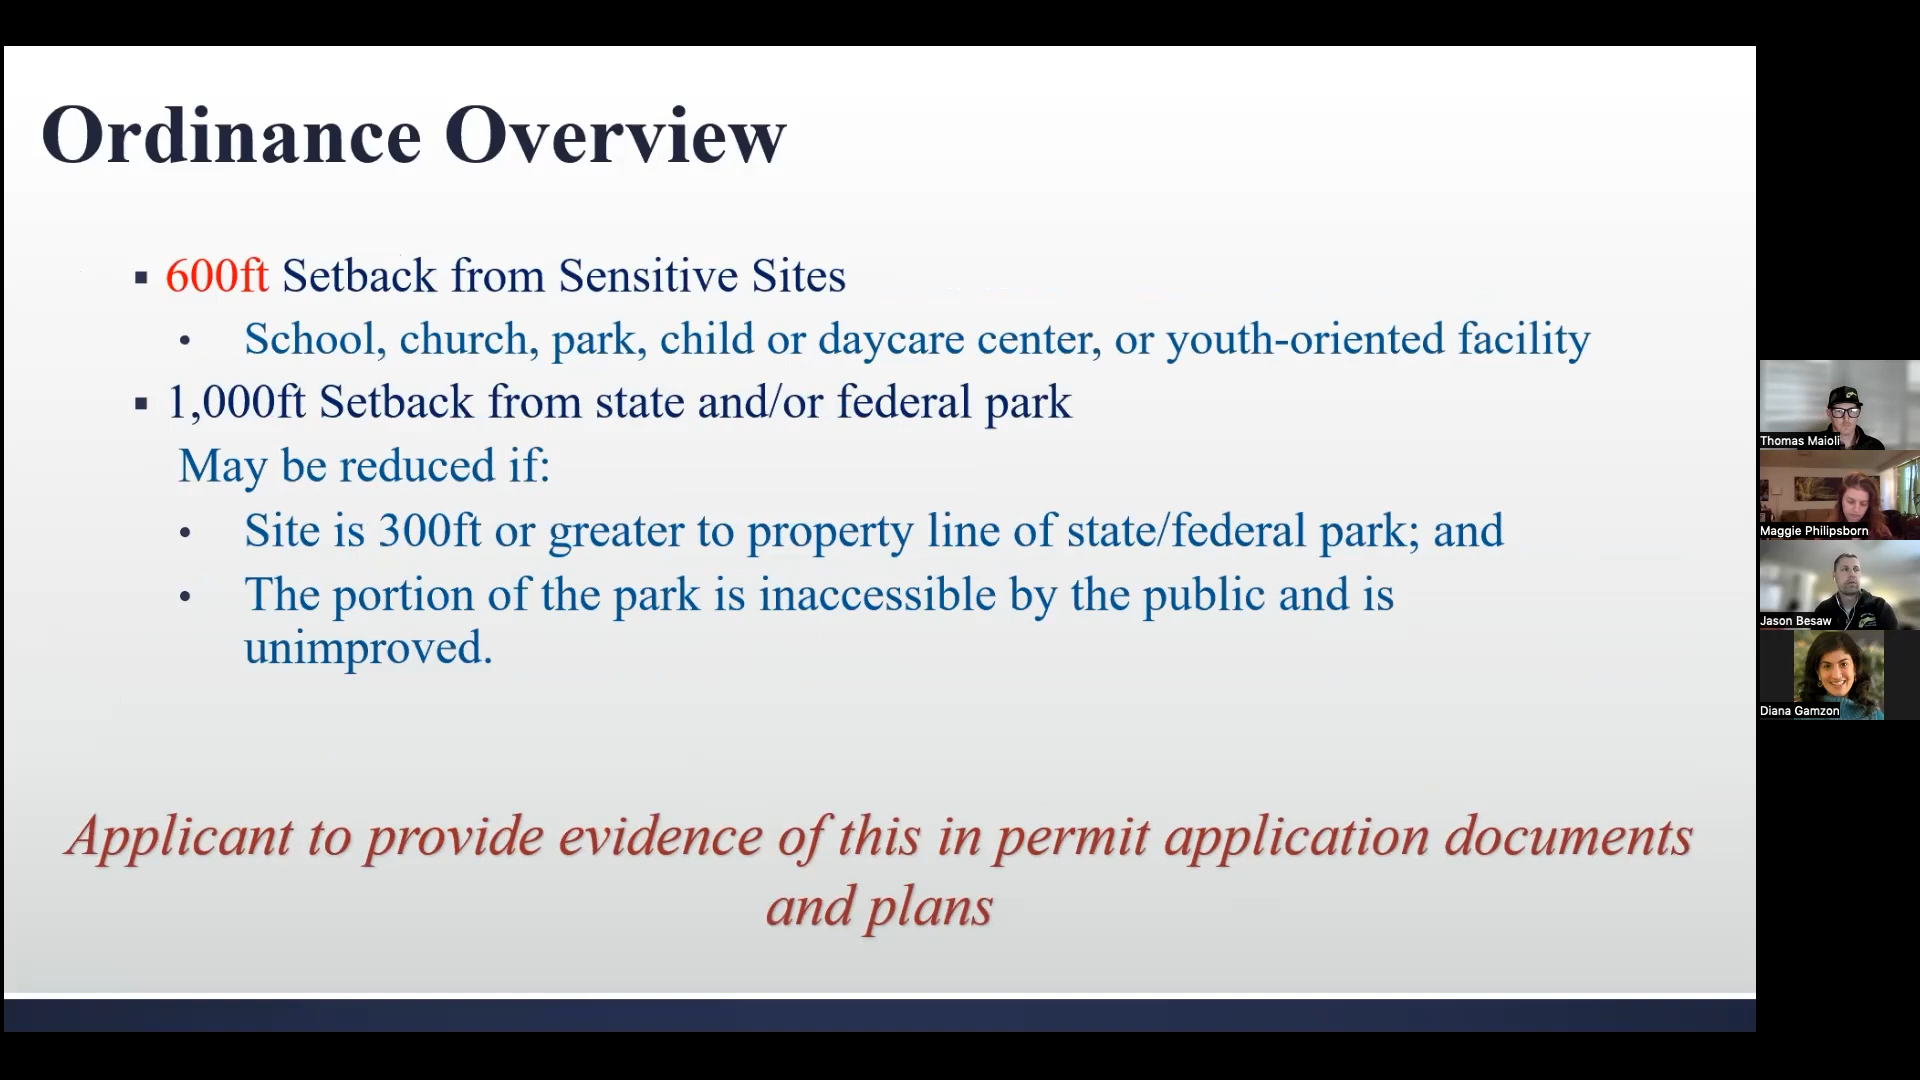 Ordinance Overview
▪ 600ft Setback from Sensitive Sites
• School, church, park, child or daycare center, or youth-oriented facility
▪ 1,000ft Setback from state and/or federal park
May be reduced if:
• Site is 300ft or greater to property line of state/federal park; and
• The portion of the park is inaccessible by the public and is
unimproved.
Applicant to provide evidence of this in permit application documents
and plans
Thomas Maioli
Maggie Philipsborn
Jason Besaw
Diana Gamzon